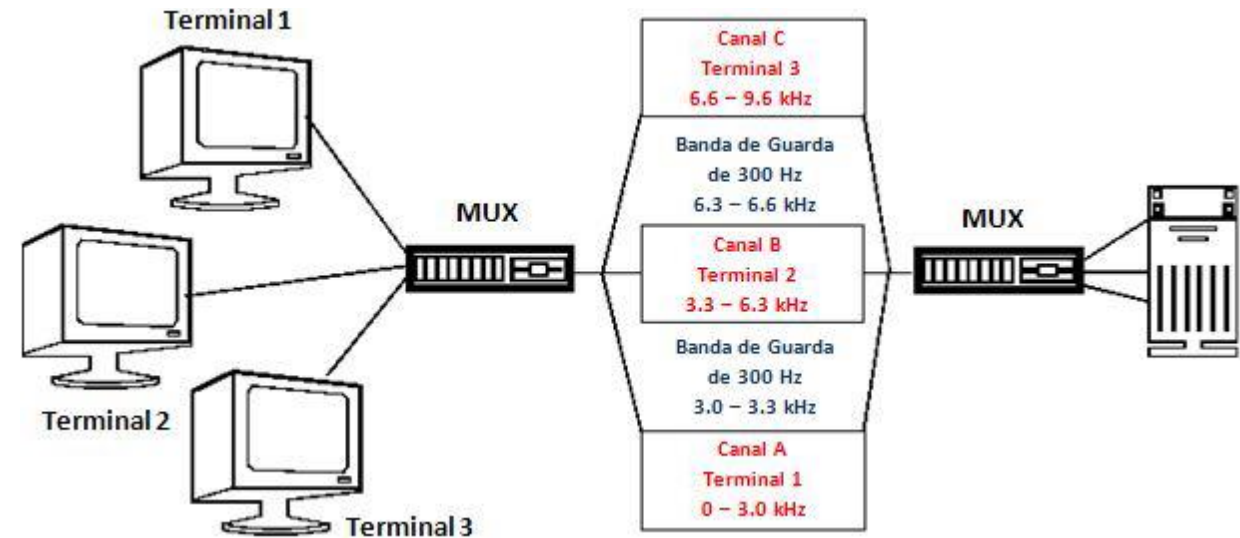 Terminal 1
Terminal 2
Terminal 3
MUX
Canal C
Terminal 3
6.6 – 9.6 kHz
Banda de Guarda
de 300 Hz
6.3 – 6.6 kHz
Canal B
Terminal 2
3.3 – 6.3 kHz
Banda de Guarda
de 300 Hz
3.0 – 3.3 kHz
Canal A
Terminal 1
0 – 3.0 kHz
MUX